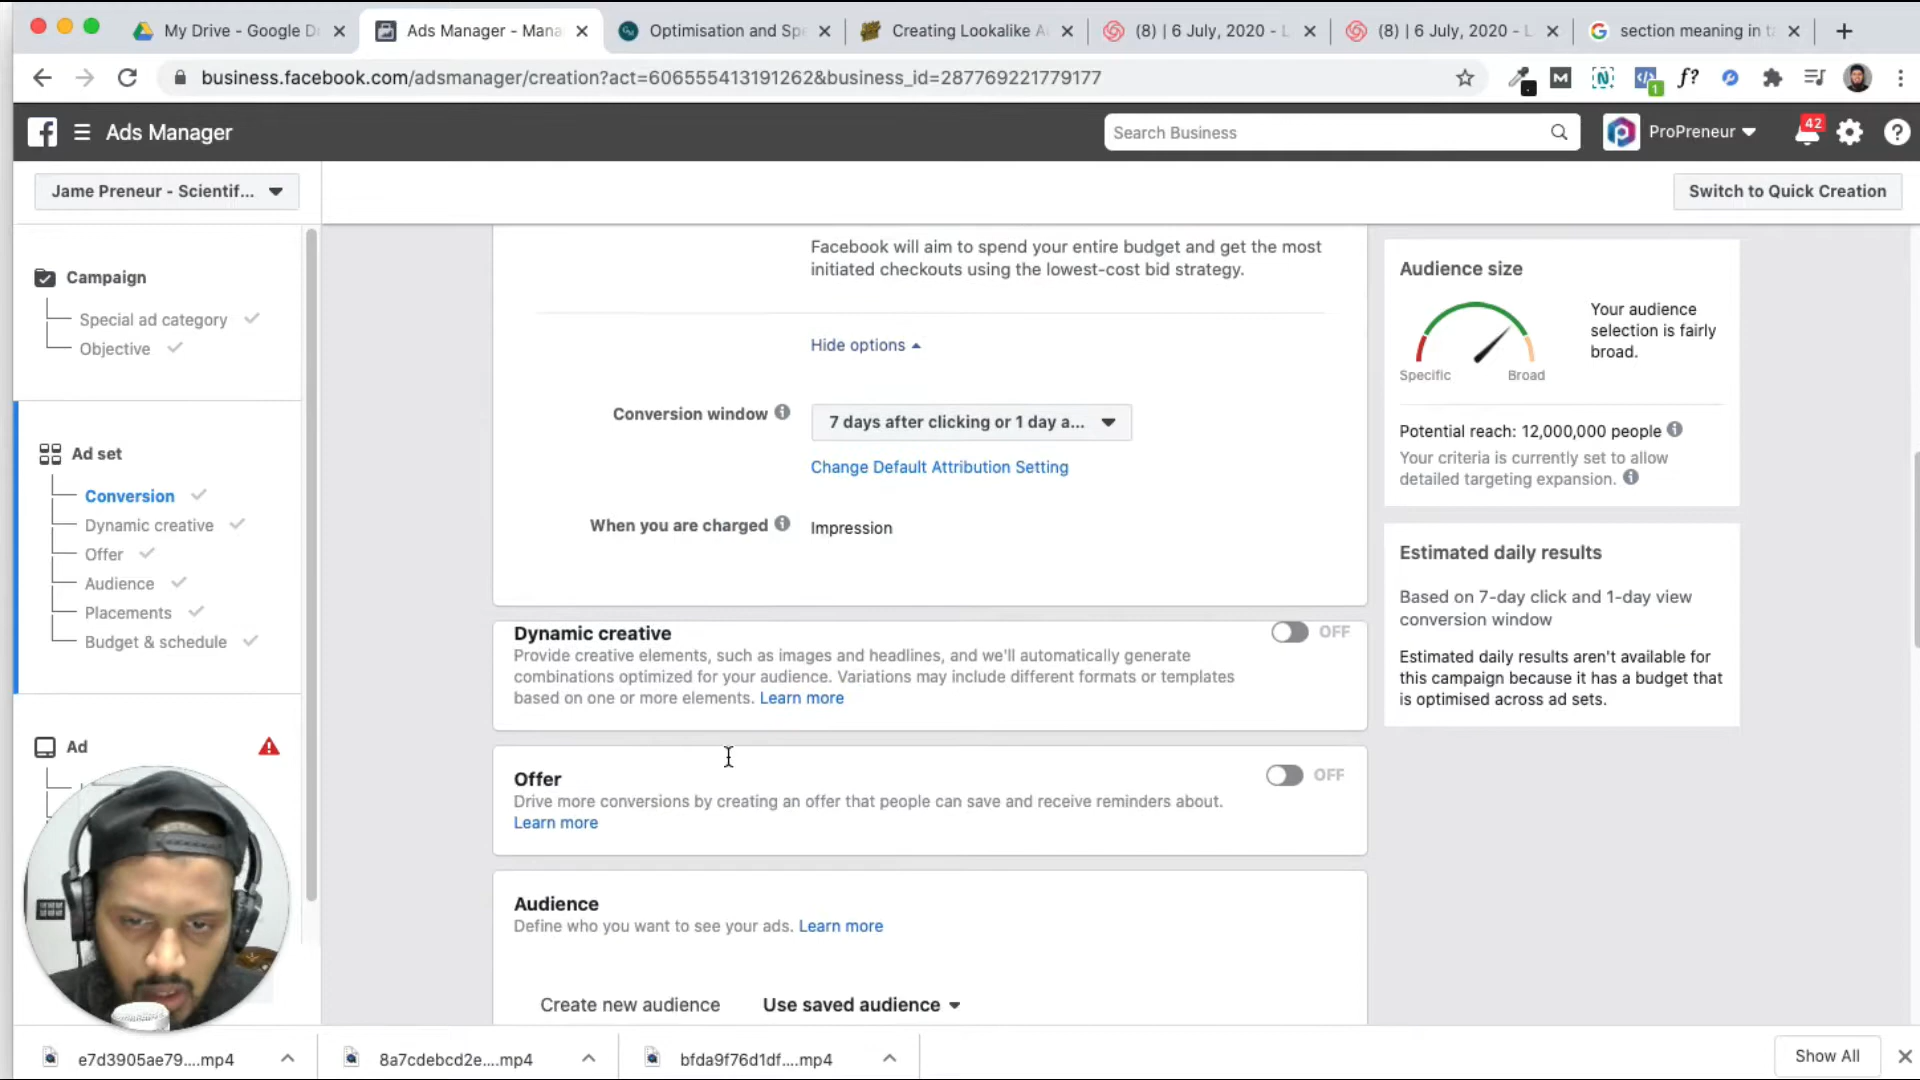 My Drive - Google D
Ads Manager - Mana
Optimisation and Spe
Creating Lookalike A
(8) | 6 July, 2020 - L
(8) | 6 July, 2020 - L
section meaning in ta
business.facebook.com/adsmanager/creation?act=606555413191262&business_id=287769221779177
M
N
1
f?
Ads Manager
Search Business
ProPreneur
42
Jame Preneur - Scientif...
Switch to Quick Creation
Campaign
Special ad category
Objective
Ad set
Conversion
Dynamic creative
Offer
Audience
Placements
Budget & schedule
Ad
Facebook will aim to spend your entire budget and get the most
initiated checkouts using the lowest-cost bid strategy.
Hide options
Conversion window
7 days after clicking or 1 day a...
Change Default Attribution Setting
When you are charged
Impression
Dynamic creative
OFF
Provide creative elements, such as images and headlines, and we'll automatically generate
combinations optimized for your audience. Variations may include different formats or templates
based on one or more elements. Learn more
Offer
OFF
Drive more conversions by creating an offer that people can save and receive reminders about.
Learn more
Audience
Define who you want to see your ads. Learn more
Create new audience
Use saved audience
Audience size
Your audience
selection is fairly
broad.
Specific
Broad
Potential reach: 12,000,000 people
Your criteria is currently set to allow
detailed targeting expansion.
Estimated daily results
Based on 7-day click and 1-day view
conversion window
Estimated daily results aren't available for
this campaign because it has a budget that
is optimised across ad sets.
e7d3905ae79....mp4
8a7cdebcd2e....mp4
bfda9f76d1df....mp4
Show All